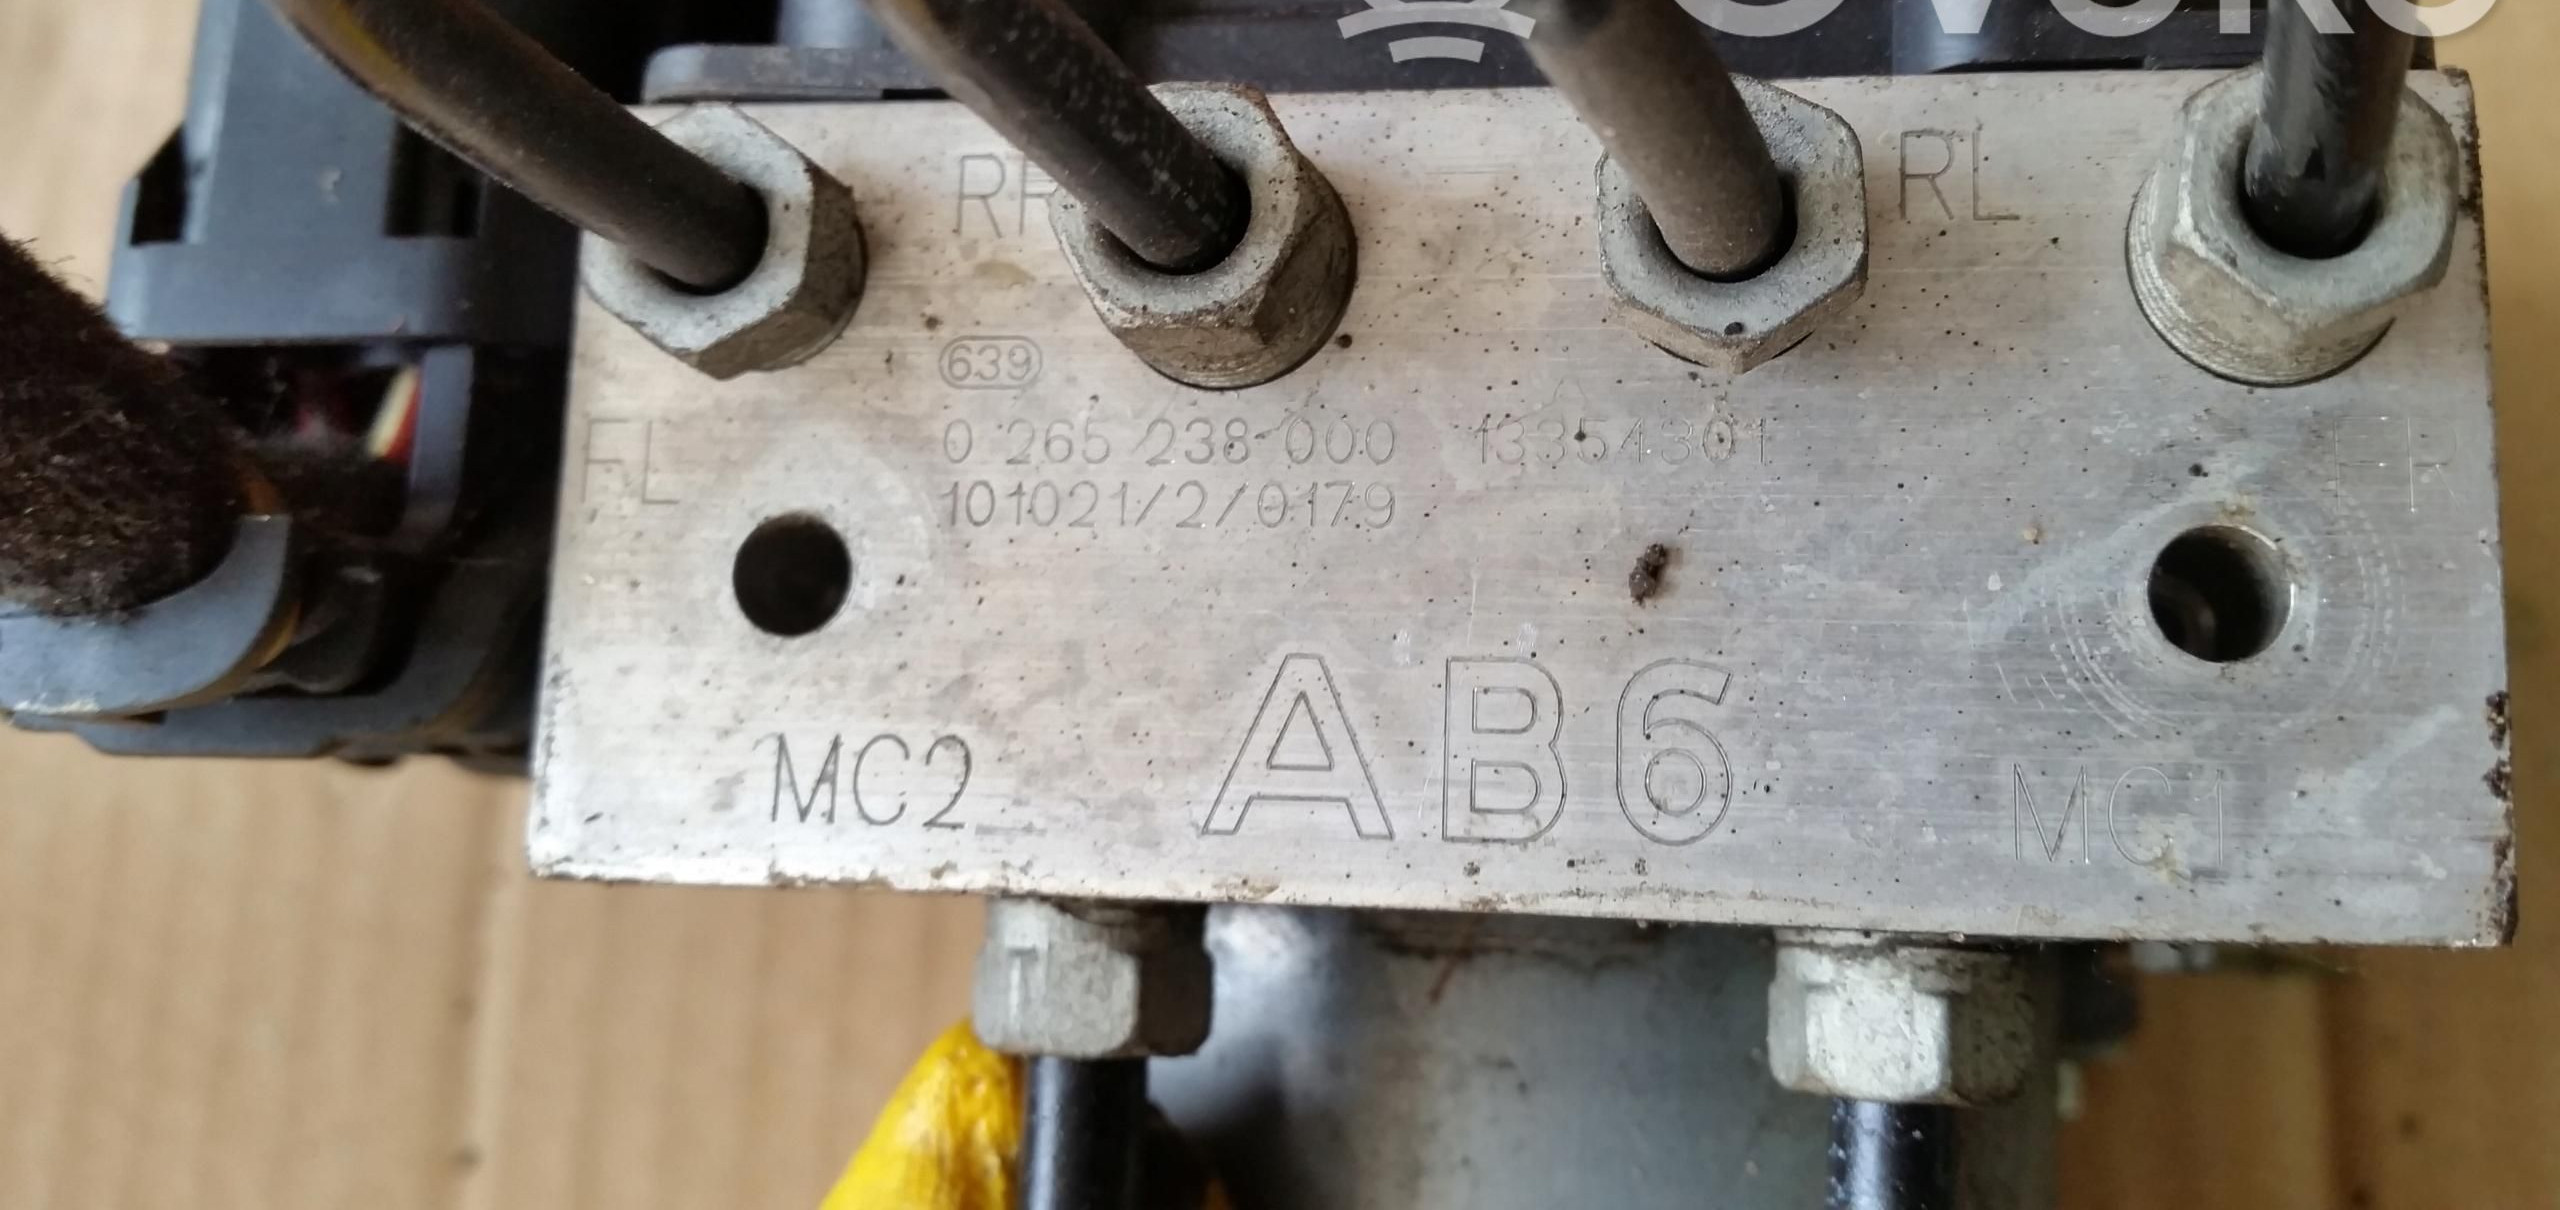 RR
RL
639
FL
0 265 238 000 13354301
101021/2/0179
FR
MC2
AB6
MC1